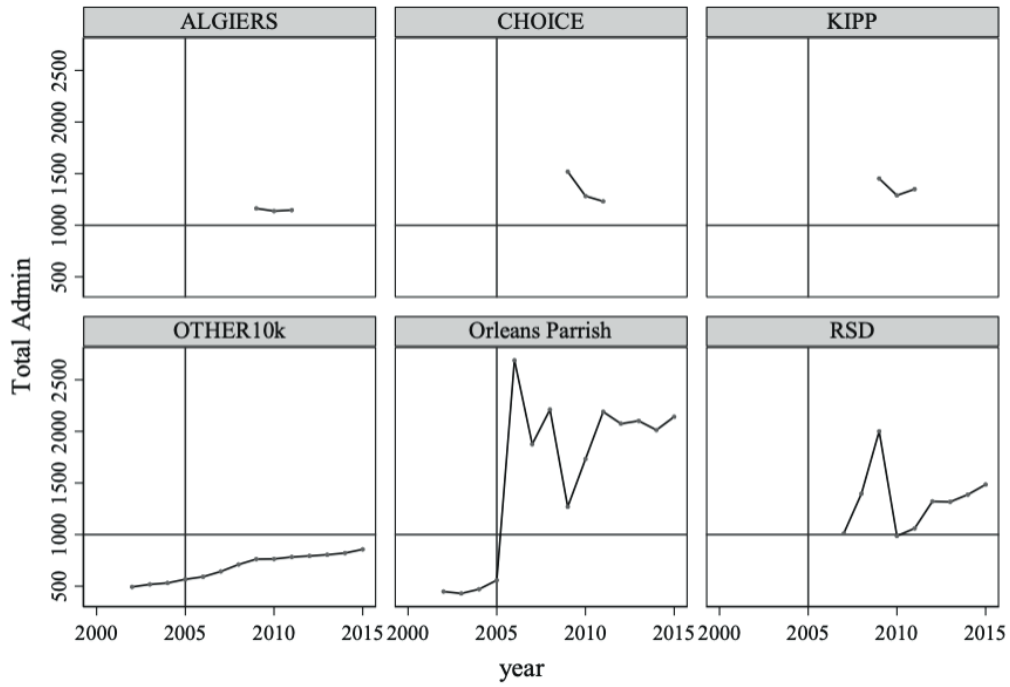 ALGIERS CHOICE KIPP
2500
2000
1500
1000
500
OTHER10k Orleans Parrish RSD
2500
2000
1500
1000
500
Total Admin
2000 2005 2010 2015 2000 2005 2010 2015 2000 2005 2010 2015
year